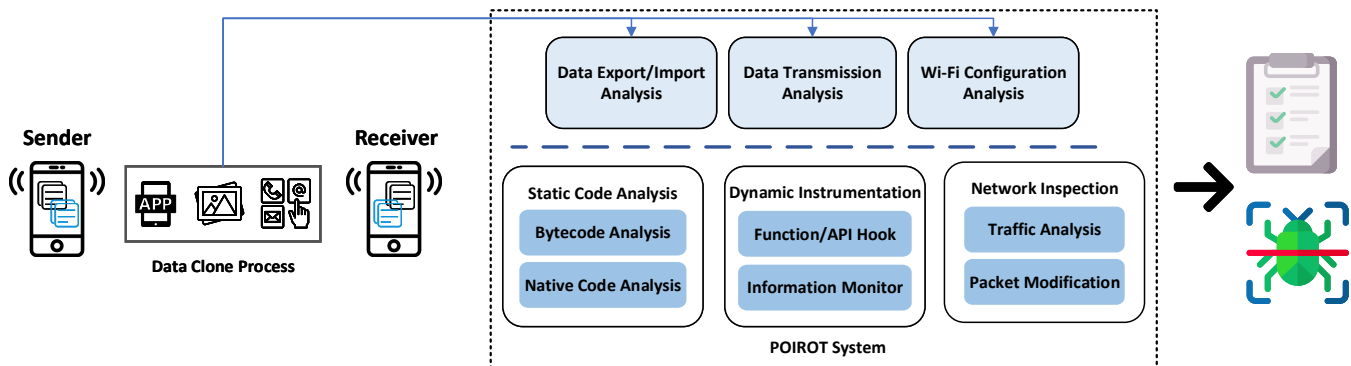 Sender
APP
Data Clone Process
Receiver
Data Export/Import
Analysis
Data Transmission
Analysis
Wi-Fi Configuration
Analysis
Static Code Analysis
Bytecode Analysis
Native Code Analysis
Dynamic Instrumentation
Function/API Hook
Information Monitor
Network Inspection
Traffic Analysis
Packet Modification
POIROT System